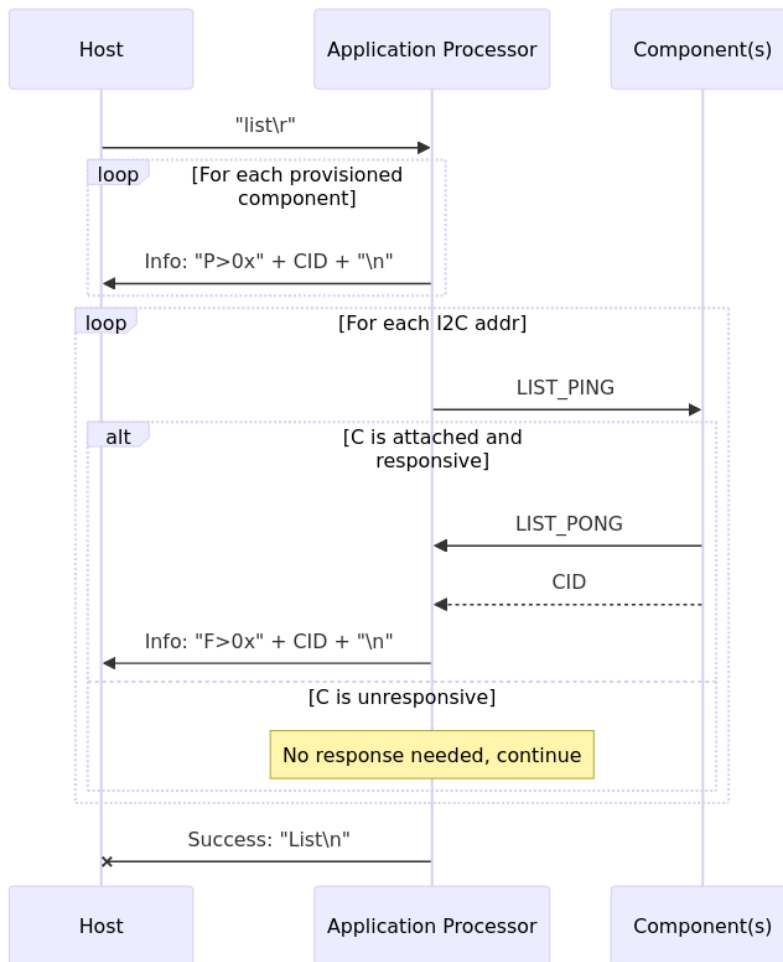 Host
Application Processor
Component(s)
"list\r"
loop
[For each provisioned
component]
Info: "P>0x" + CID + "\n"
loop
[For each I2C addr]
LIST_PING
alt
[C is attached and
responsive]
LIST_PONG
CID
Info: "F>0x" + CID + "\n"
[C is unresponsive]
No response needed, continue
Success: "List\n"
Host
Application Processor
Component(s)